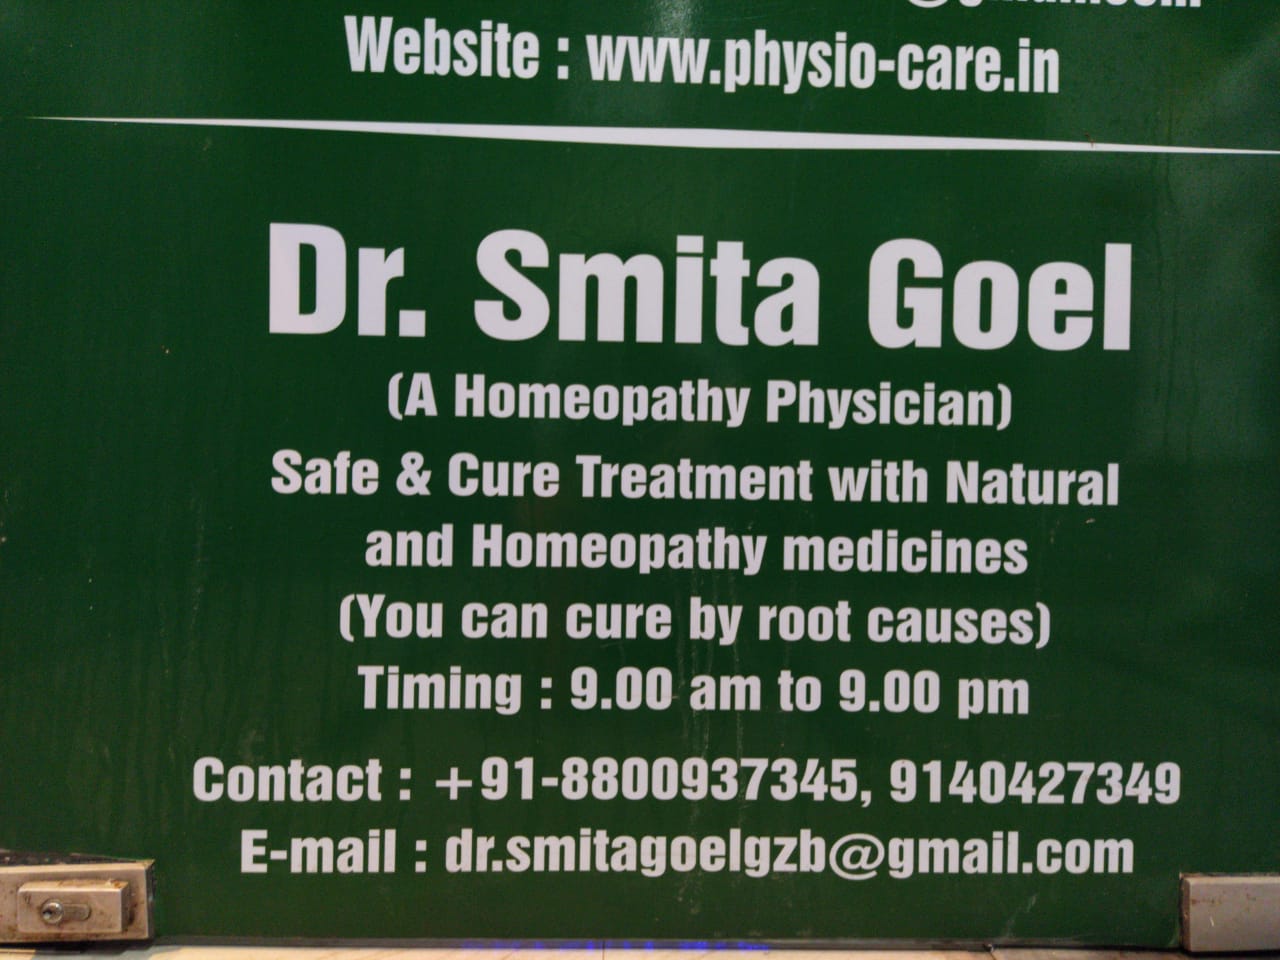 Website : www.physio-care.in
Dr. Smita Goel
(A Homeopathy Physician)
Safe & Cure Treatment with Natural
and Homeopathy medicines
(You can cure by root causes)
Timing : 9.00 am to 9.00 pm
Contact : +91-8800937345, 9140427349
E-mail : dr.smitagoelgzb@gmail.com